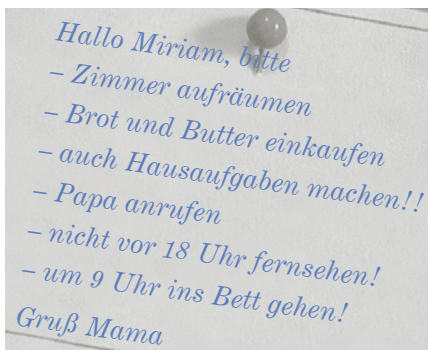 Hallo Miriam, bitte
– Zimmer aufräumen
– Brot und Butter einkaufen
– auch Hausaufgaben machen!!
– Papa anrufen
– nicht vor 18 Uhr fernsehen!
– um 9 Uhr ins Bett gehen!
Gruß Mama